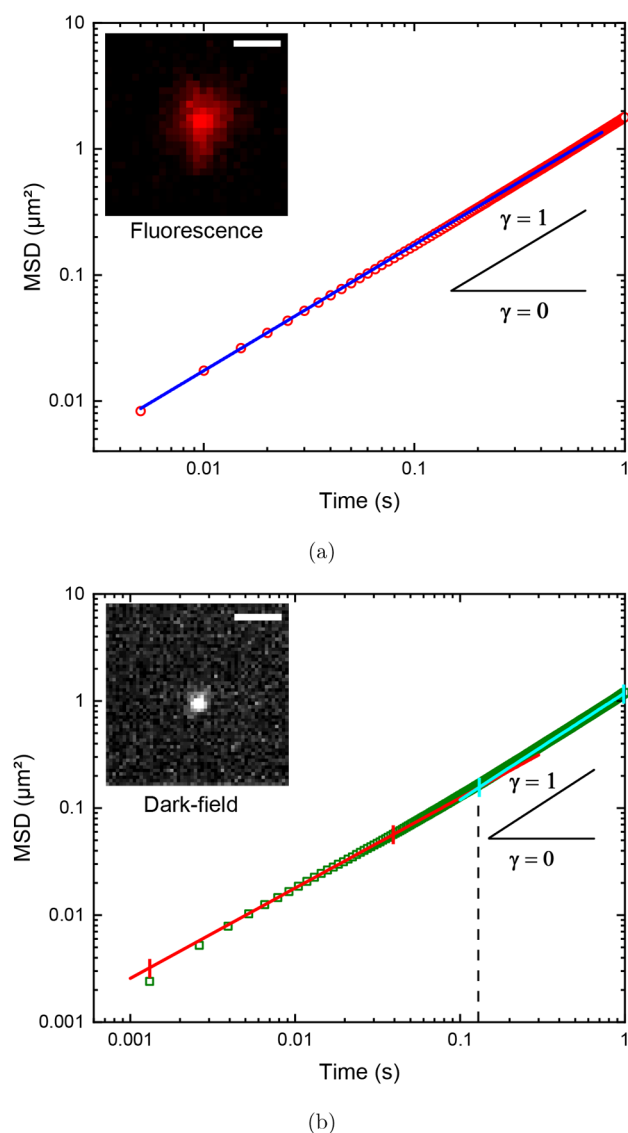 10
1
0.1
0.01
MSD (µm²)
Fluorescence
γ = 1
γ = 0
0.01
0.1
1
Time (s)
(a)
10
1
0.1
0.01
0.001
MSD (µm²)
Dark-field
γ = 1
γ = 0
0.001
0.01
0.1
1
Time (s)
(b)